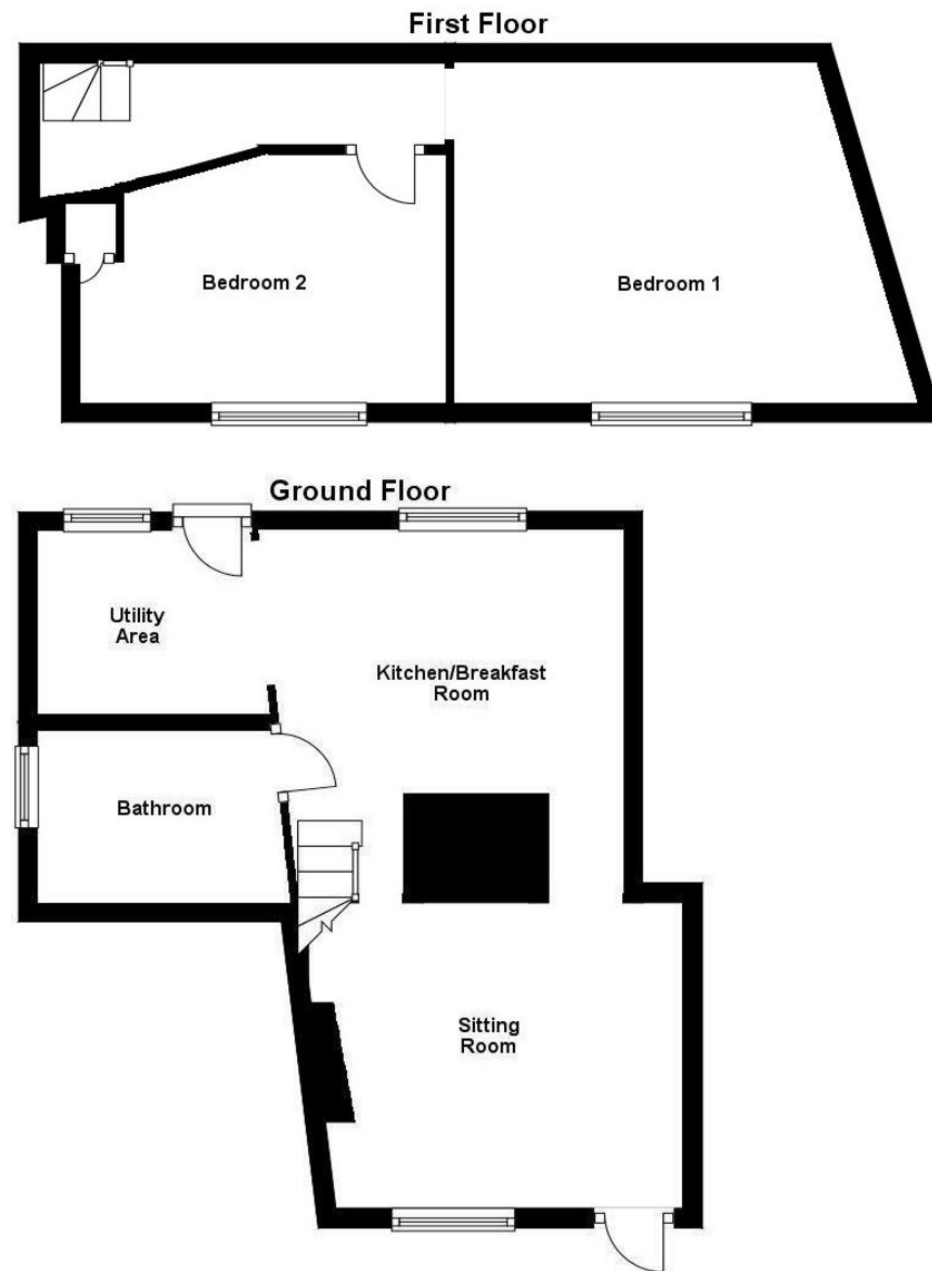 First Floor
Bedroom 2
Bedroom 1
Ground Floor
Utility
Area
Kitchen/Breakfast
Room
Bathroom
Sitting
Room